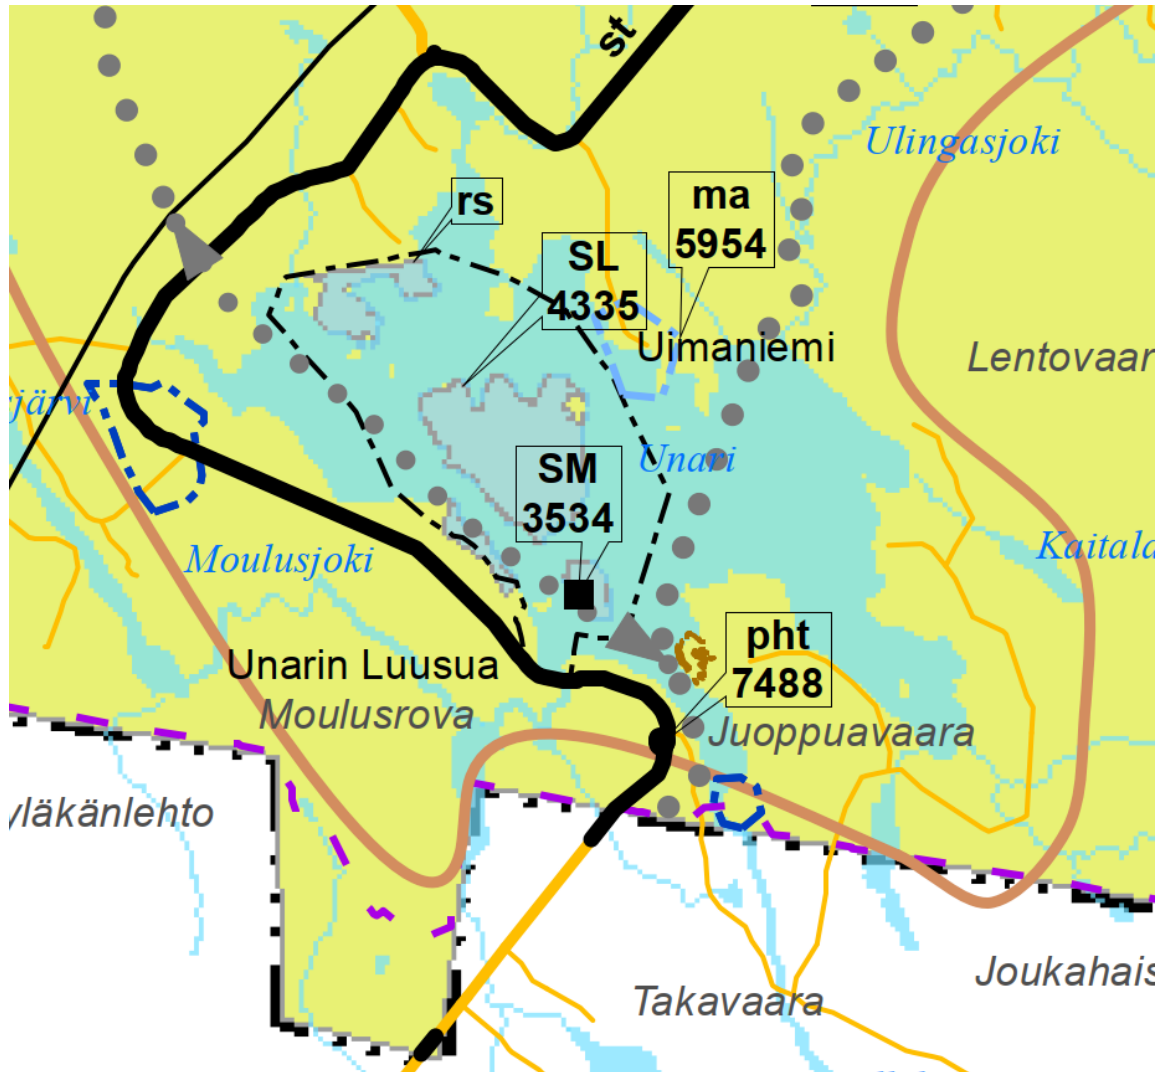 st
Ulingasjoki
rs
ma
5954
SL
4335
Uimaniemi
Lentovaar
sjärvi
Unari
SM
3534
Moulusjoki
Kaitala
pht
7488
Unarin Luusua
Moulusrova
Juoppuavaara
yläkänlehto
Joukahais
Takavaara